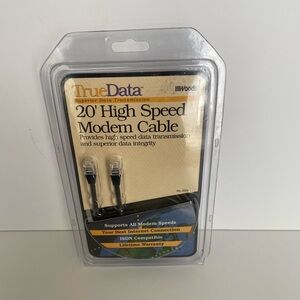 TrueData
Woods
Superior Data Transmission
20' High Speed
Modem Cable
Provides high speed data transmission
and superior data integrity
Supports All Modem Speeds
Your Best Internet Connection
ISDN Compatible
Lifetime Warranty